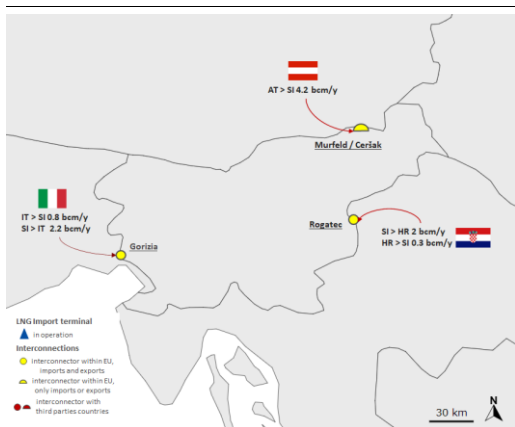 AT > SI 4.2 bcm/y
Murfeld / Ceršak
IT > SI 0.8 bcm/y
SI > IT 2.2 bcm/y
Gorizia
Rogatec
SI > HR 2 bcm/y
HR > SI 0.3 bcm/y
LNG Import terminal
in operation
Interconnections
interconnector within EU,
imports and exports
interconnector within EU,
only imports or exports
interconnector with
third parties countries
30 km
N